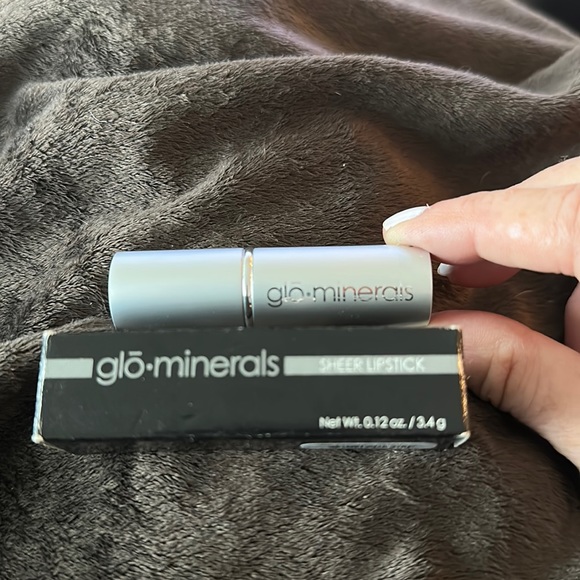 glō·minerals
glō·minerals SHEER LIPSTICK
Net Wt. 0.12 oz. / 3.4 g